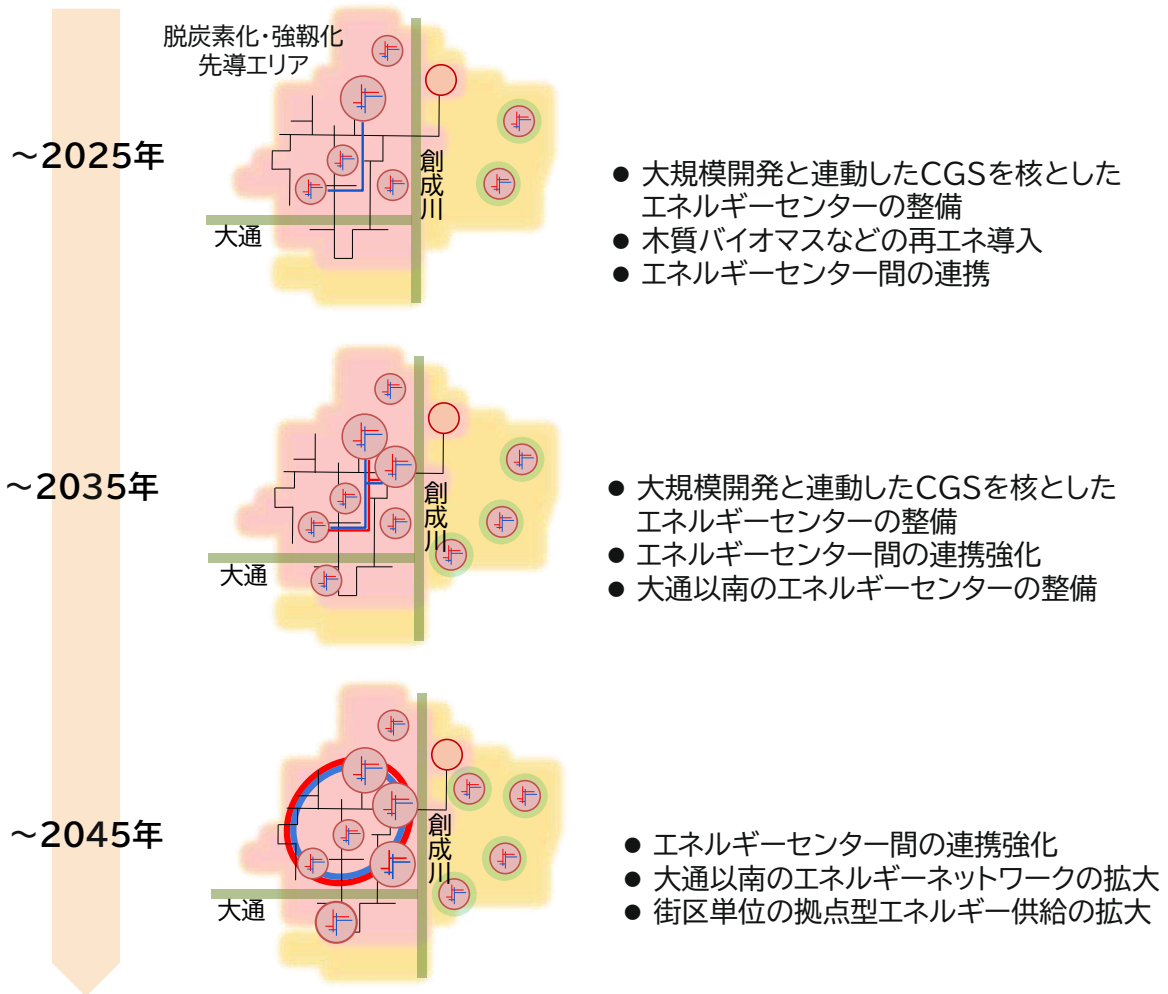 脱炭素化・強靱化
先導エリア
～2025年
創成川
大通
● 大規模開発と連動したCGSを核とした
エネルギーセンターの整備
● 木質バイオマスなどの再エネ導入
● エネルギーセンター間の連携
～2035年
創成川
大通
● 大規模開発と連動したCGSを核とした
エネルギーセンターの整備
● エネルギーセンター間の連携強化
● 大通以南のエネルギーセンターの整備
～2045年
創成川
大通
● エネルギーセンター間の連携強化
● 大通以南のエネルギーネットワークの拡大
● 街区単位の拠点型エネルギー供給の拡大